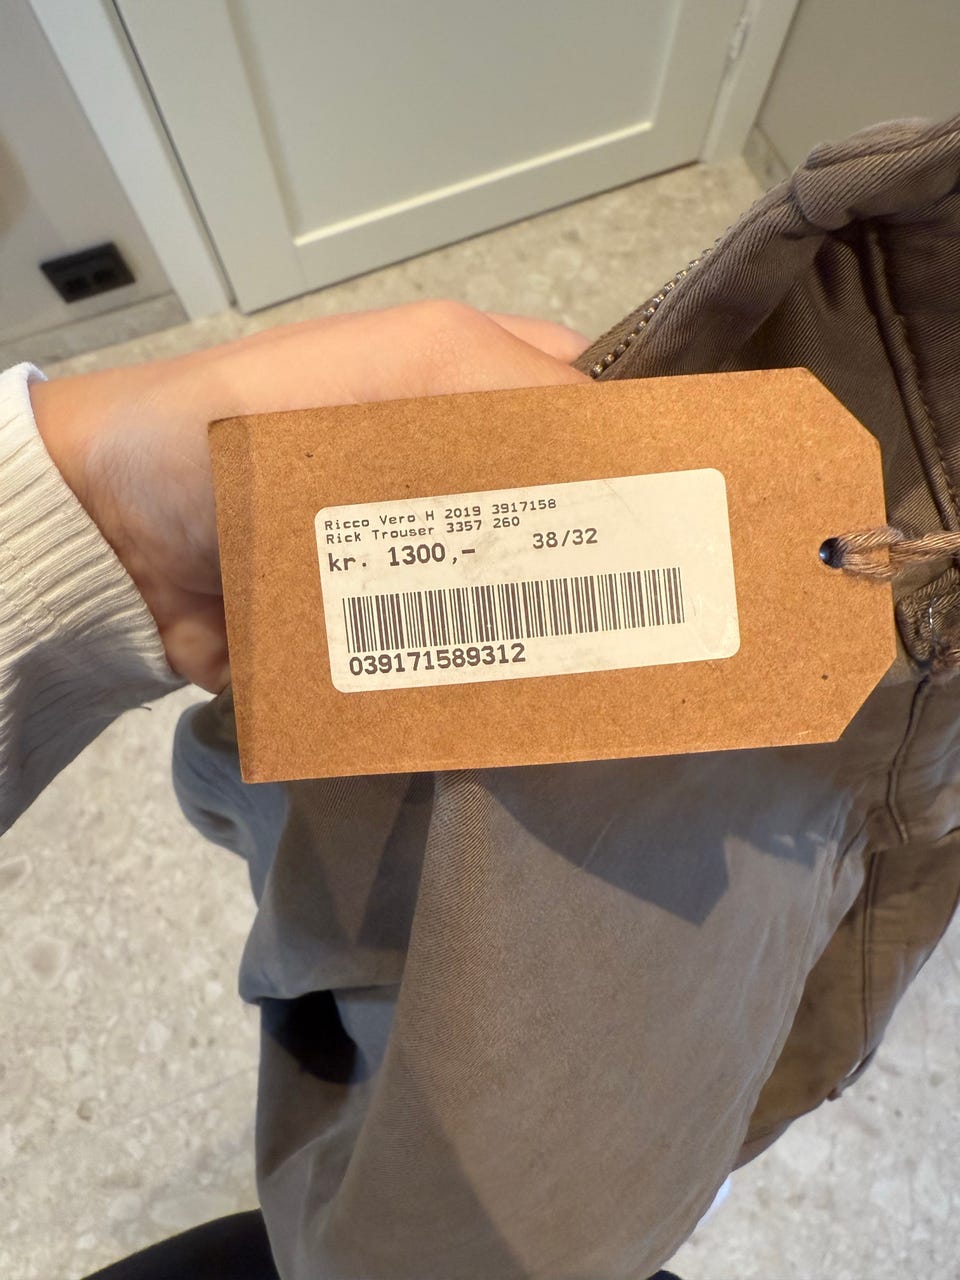 Ricco Vero H 2019 3917158
Rick Trouser 3357 260
kr. 1300,- 38/32
039171589312